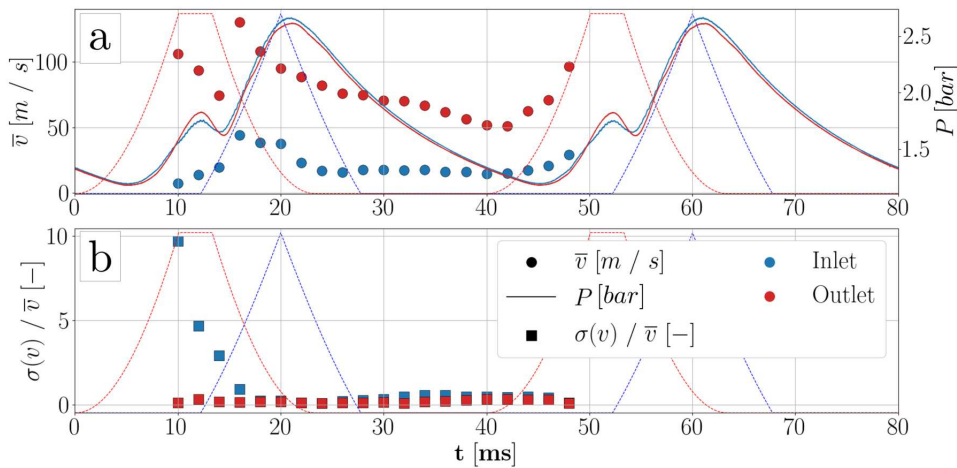 a
v̅ [m / s]
100
50
0
P [bar]
2.5
2.0
1.5
0 10 20 30 40 50 60 70 80
b
σ(v) / v̅ [−]
10
5
0
v̅ [m / s]
P [bar]
σ(v) / v̅ [−]
Inlet
Outlet
0 10 20 30 40 50 60 70 80
t [ms]